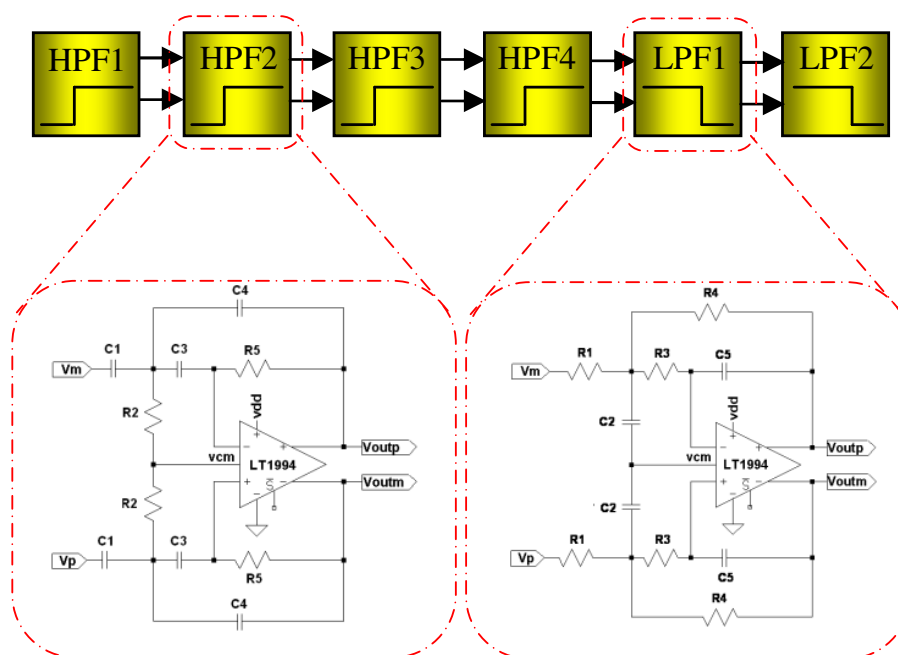 HPF1 HPF2 HPF3 HPF4 LPF1 LPF2
C4
C1 C3 R5
Vm
R2
vdd
vcm
LT1994
Voutp
Voutm
R2
C1 C3
Vp
R5
C4
R4
R1 R3 C5
Vm
C2
vdd
vcm
LT1994
Voutp
Voutm
C2
R1 R3
Vp
C5
R4